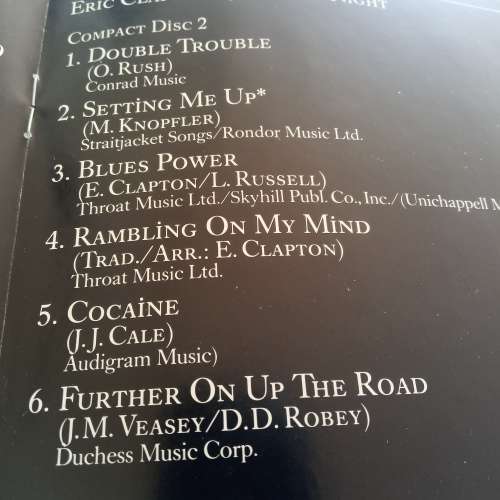 ERIC CLA
COMPACT DISC 2
1. DOUBLE TROUBLE
(O. RUSH)
Conrad Music
2. SETTING ME UP*
(M. KNOPFLER)
Straitjacket Songs/Rondor Music Ltd.
3. BLUES POWER
(E. CLAPTON/L. RUSSELL)
Throat Music Ltd./Skyhill Publ. Co., Inc./(Unichappell M
4. RAMBLING ON MY MIND
(TRAD./ARR.: E. CLAPTON)
Throat Music Ltd.
5. COCAINE
(J.J. CALE)
Audigram Music)
6. FURTHER ON UP THE ROAD
(J.M. VEASEY/D.D. ROBEY)
Duchess Music Corp.